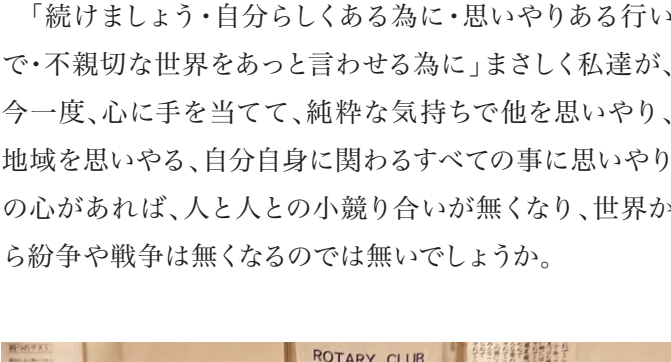 「続けましょう・自分らしくある為に・思いやりある行い
で・不親切な世界をあっと言わせる為に」まさしく私達が、
今一度、心に手を当てて、純粋な気持ちで他を思いやり、
地域を思いやる、自分自身に関わるすべての事に思いやり
の心があれば、人と人との小競り合いが無くなり、世界か
ら紛争や戦争は無くなるのでは無いでしょうか。
四つのテスト
ROTARY CLUB